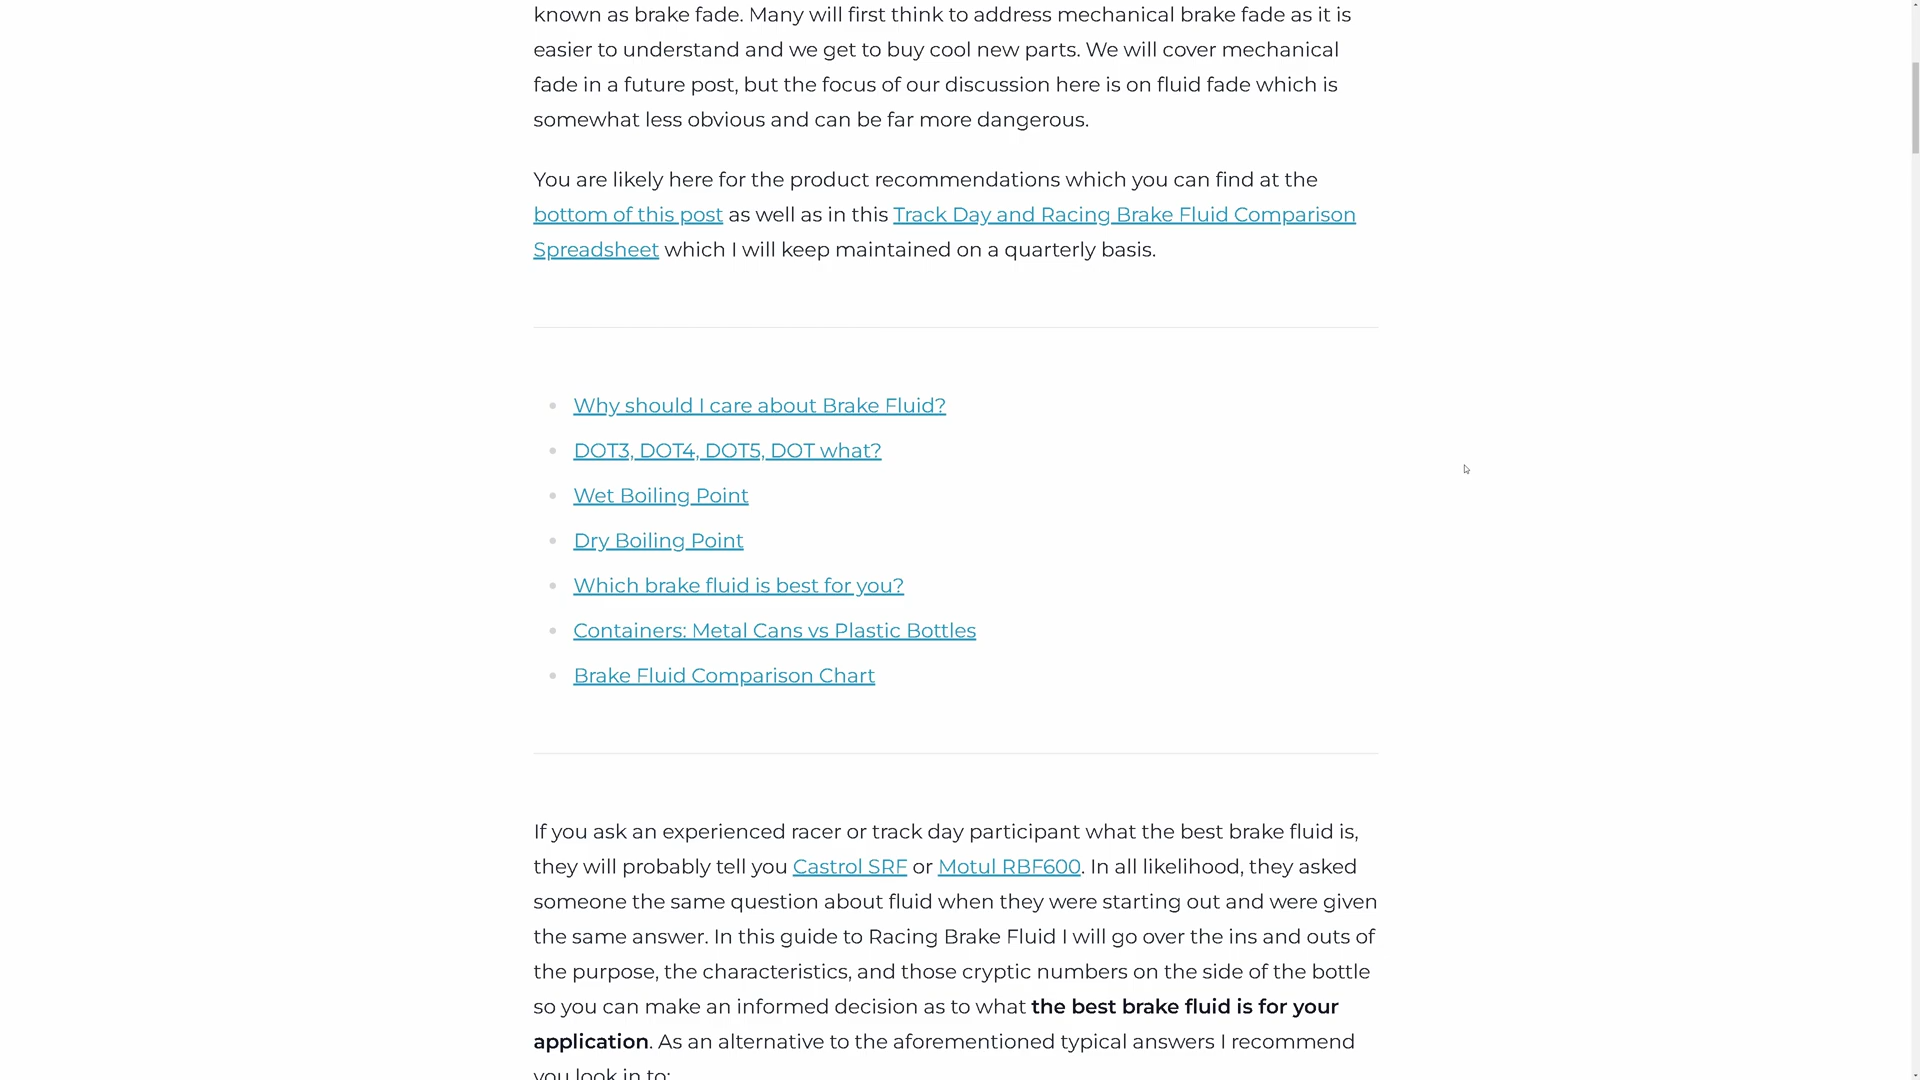 known as brake fade. Many will first think to address mechanical brake fade as it is
easier to understand and we get to buy cool new parts. We will cover mechanical
fade in a future post, but the focus of our discussion here is on fluid fade which is
somewhat less obvious and can be far more dangerous.
You are likely here for the product recommendations which you can find at the
bottom of this post as well as in this Track Day and Racing Brake Fluid Comparison
Spreadsheet which I will keep maintained on a quarterly basis.
Why should I care about Brake Fluid?
DOT3, DOT4, DOT5, DOT what?
Wet Boiling Point
Dry Boiling Point
Which brake fluid is best for you?
Containers: Metal Cans vs Plastic Bottles
Brake Fluid Comparison Chart
If you ask an experienced racer or track day participant what the best brake fluid is,
they will probably tell you Castrol SRF or Motul RBF600. In all likelihood, they asked
someone the same question about fluid when they were starting out and were given
the same answer. In this guide to Racing Brake Fluid I will go over the ins and outs of
the purpose, the characteristics, and those cryptic numbers on the side of the bottle
so you can make an informed decision as to what the best brake fluid is for your
application. As an alternative to the aforementioned typical answers I recommend
you look in to: